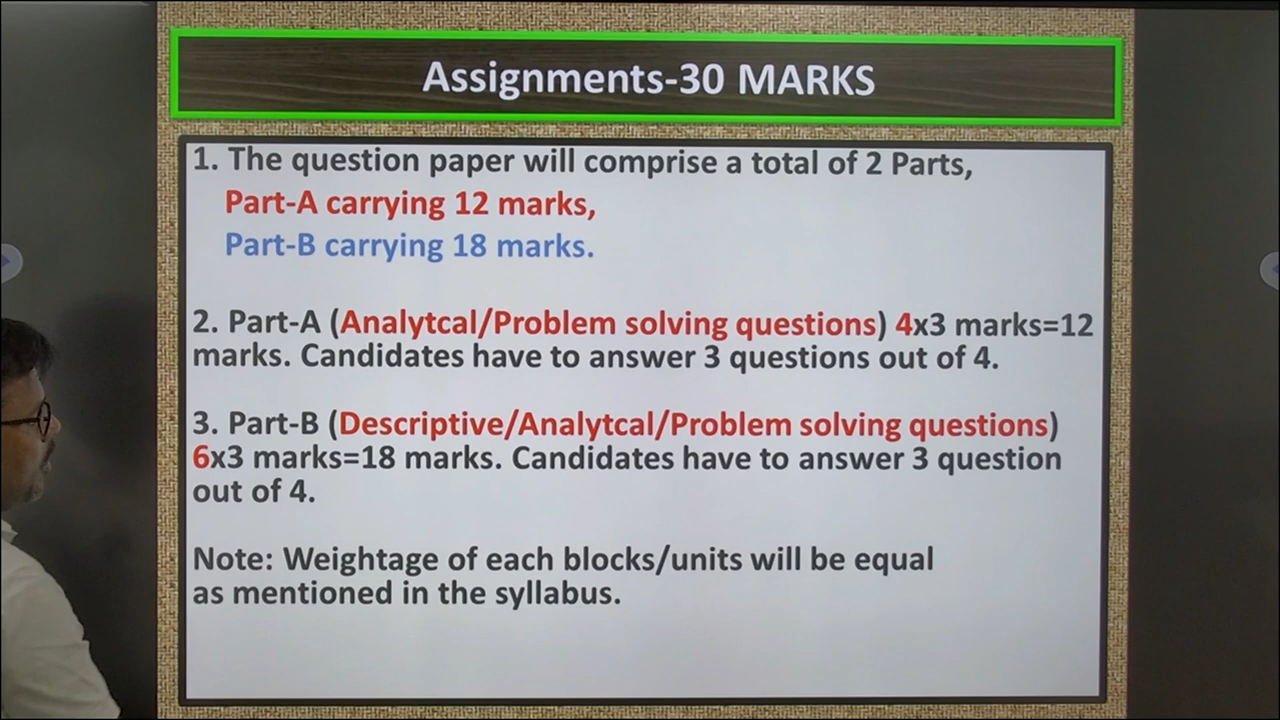 Assignments-30 MARKS
1. The question paper will comprise a total of 2 Parts,
Part-A carrying 12 marks,
Part-B carrying 18 marks.
2. Part-A (Analytcal/Problem solving questions) 4x3 marks=12
marks. Candidates have to answer 3 questions out of 4.
3. Part-B (Descriptive/Analytcal/Problem solving questions)
6x3 marks=18 marks. Candidates have to answer 3 question
out of 4.
Note: Weightage of each blocks/units will be equal
as mentioned in the syllabus.